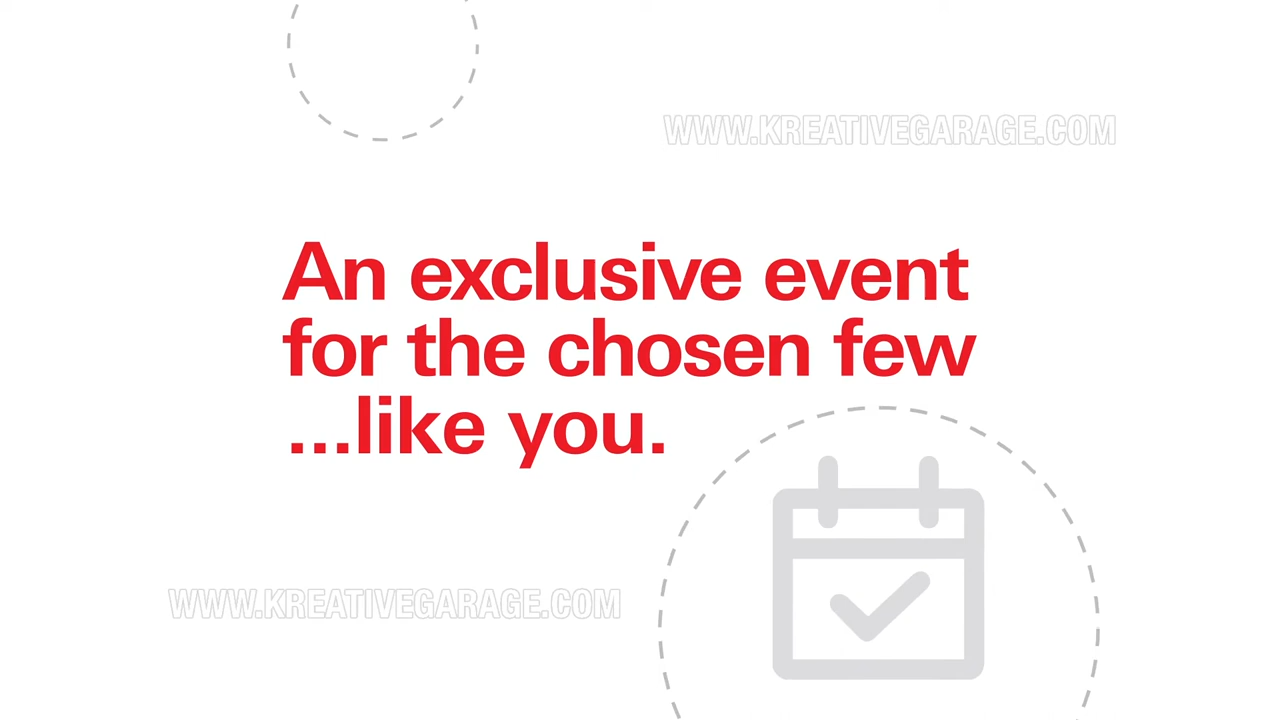 WWW.KREATIVEGARAGE.COM
An exclusive event
for the chosen few
...like you.
WWW.KREATIVEGARAGE.COM